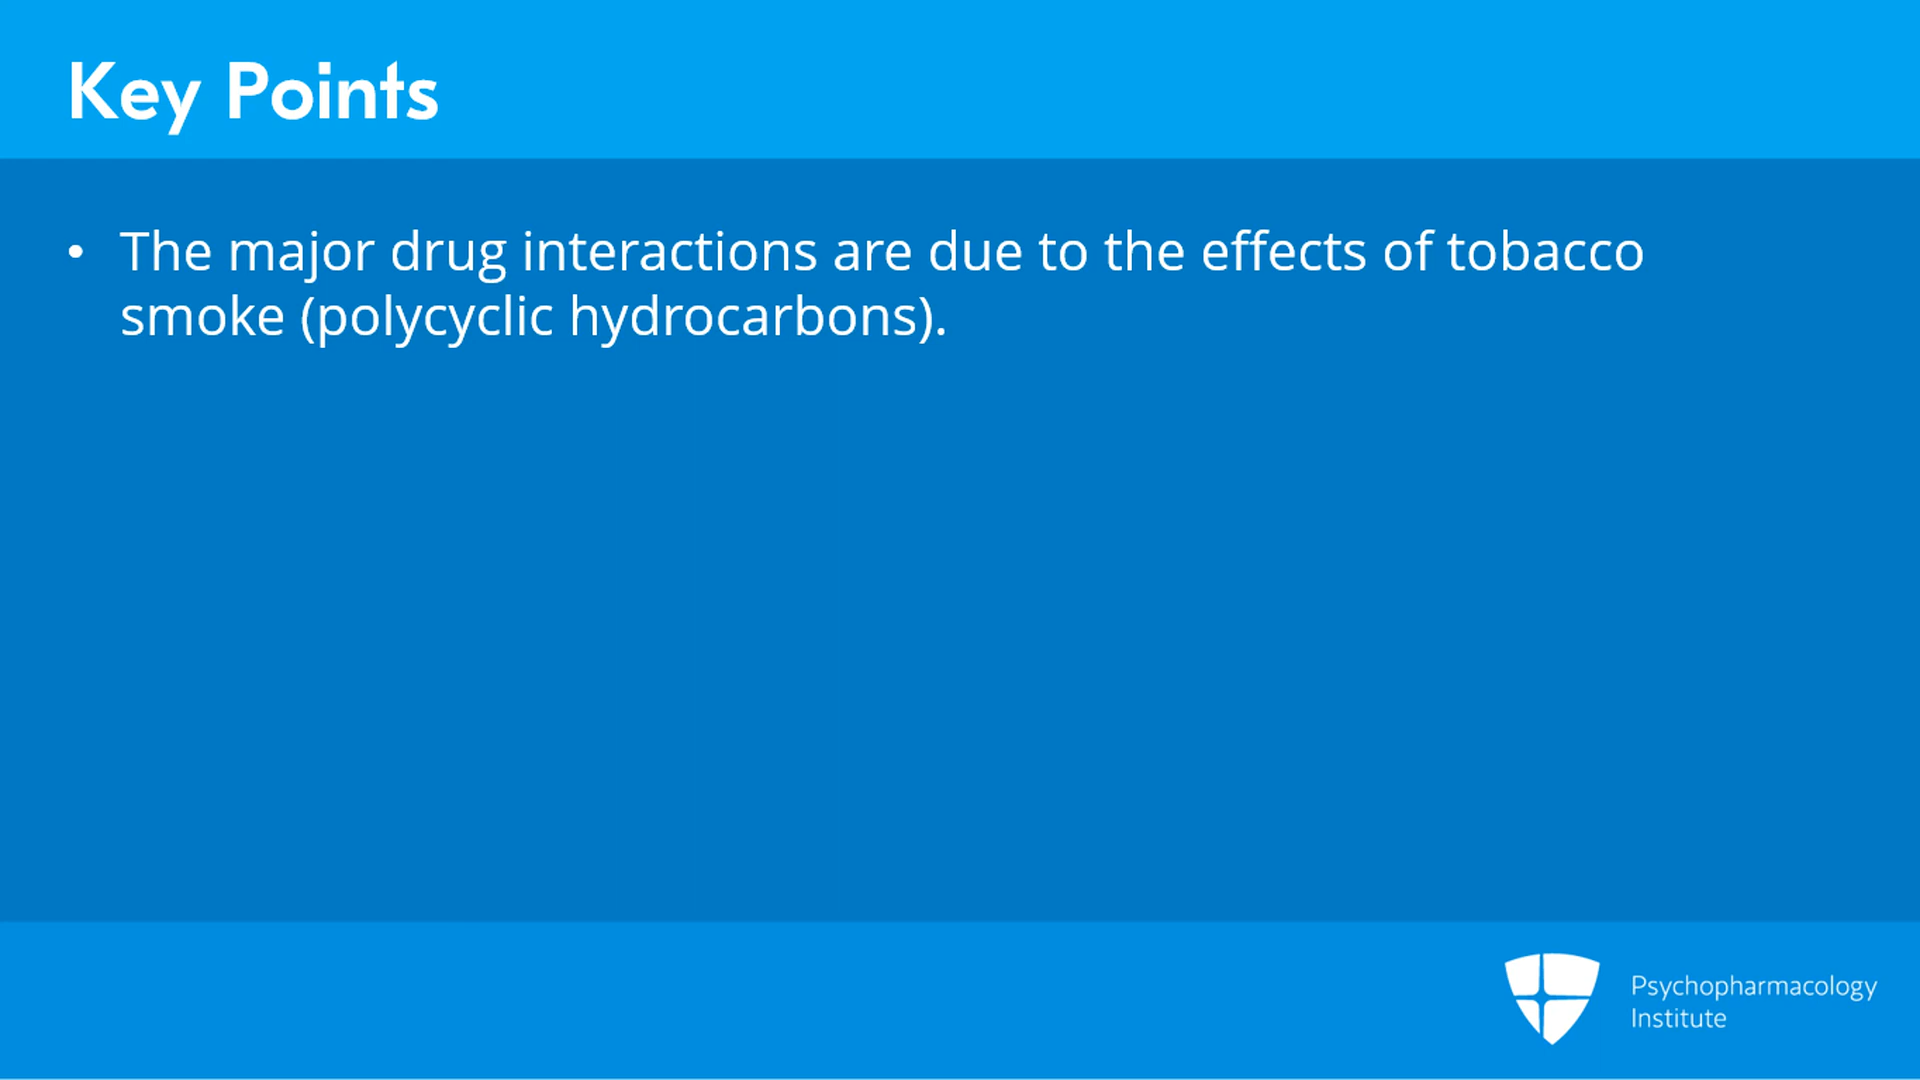 Key Points
• The major drug interactions are due to the effects of tobacco
smoke (polycyclic hydrocarbons).
Psychopharmacology
Institute